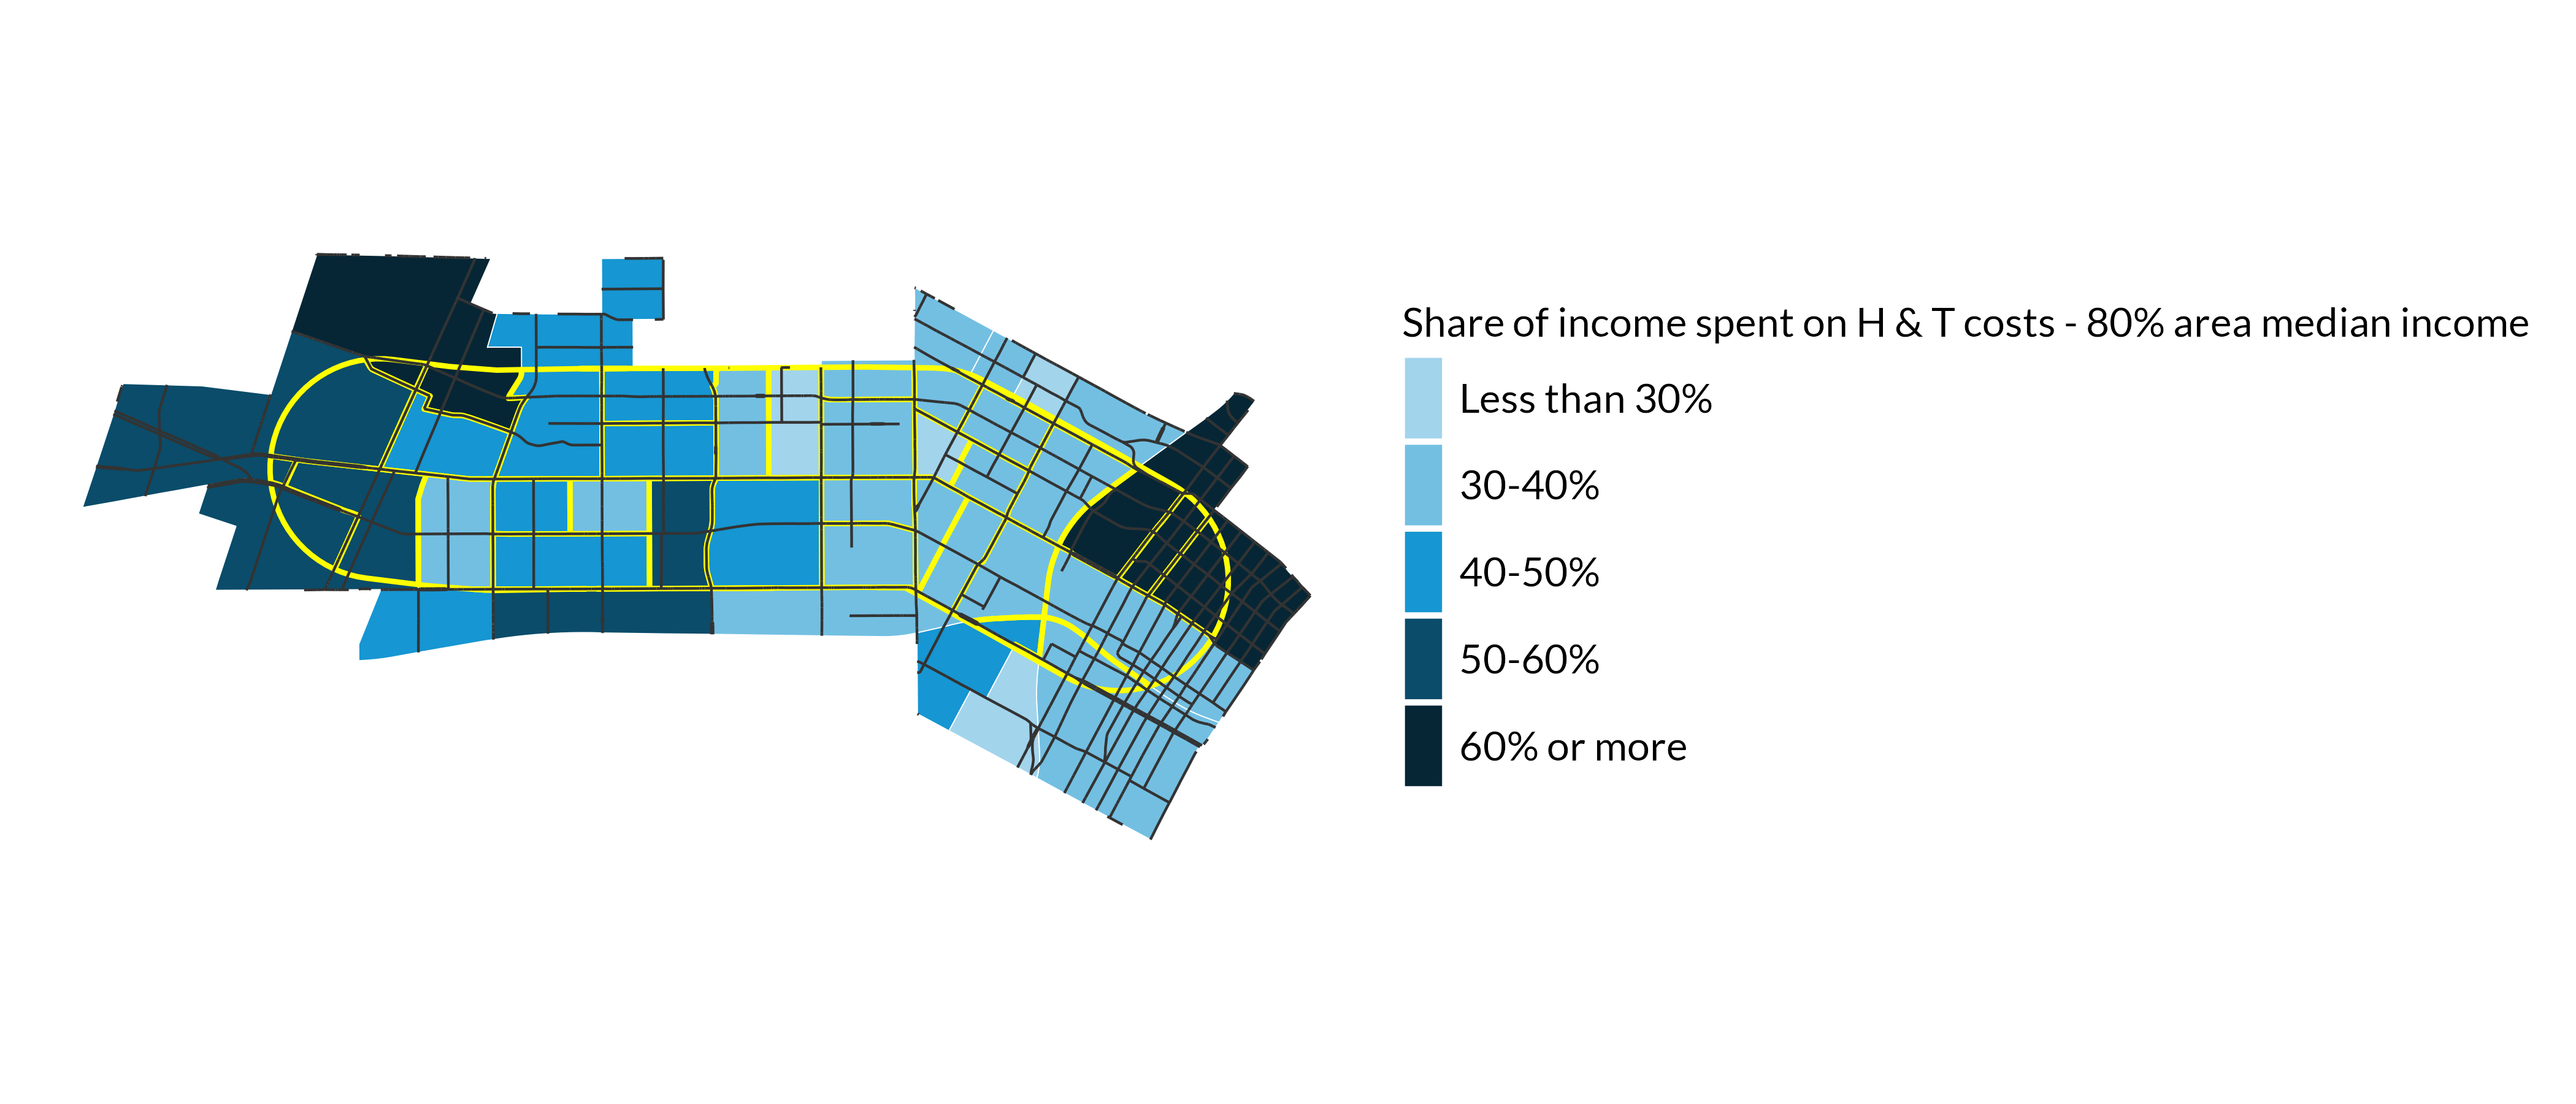 Share of income spent on H & T costs - 80% area median income
Less than 30%
30-40%
40-50%
50-60%
60% or more